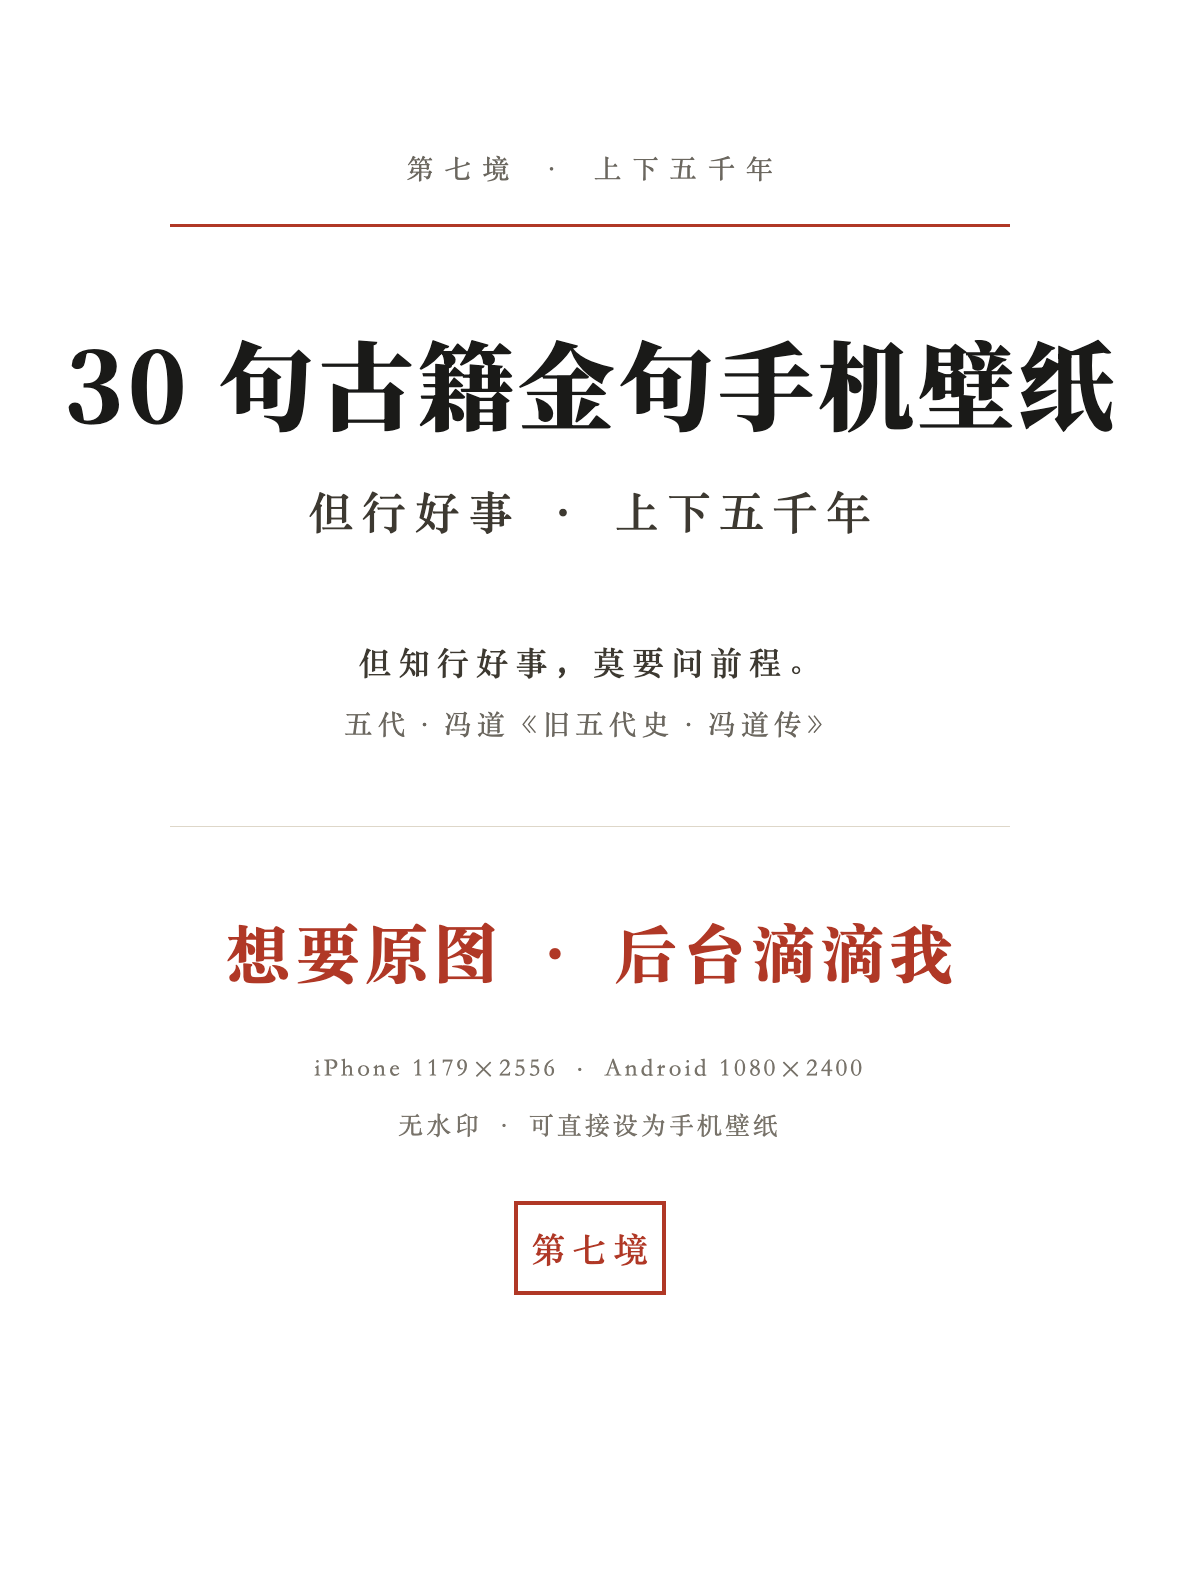 第七境 · 上下五千年
30 句古籍金句手机壁纸
但行好事 · 上下五千年
但知行好事，莫要问前程。
五代 · 冯道《旧五代史 · 冯道传》
想要原图 · 后台滴滴我
iPhone 1179×2556 · Android 1080×2400
无水印 · 可直接设为手机壁纸
第七境